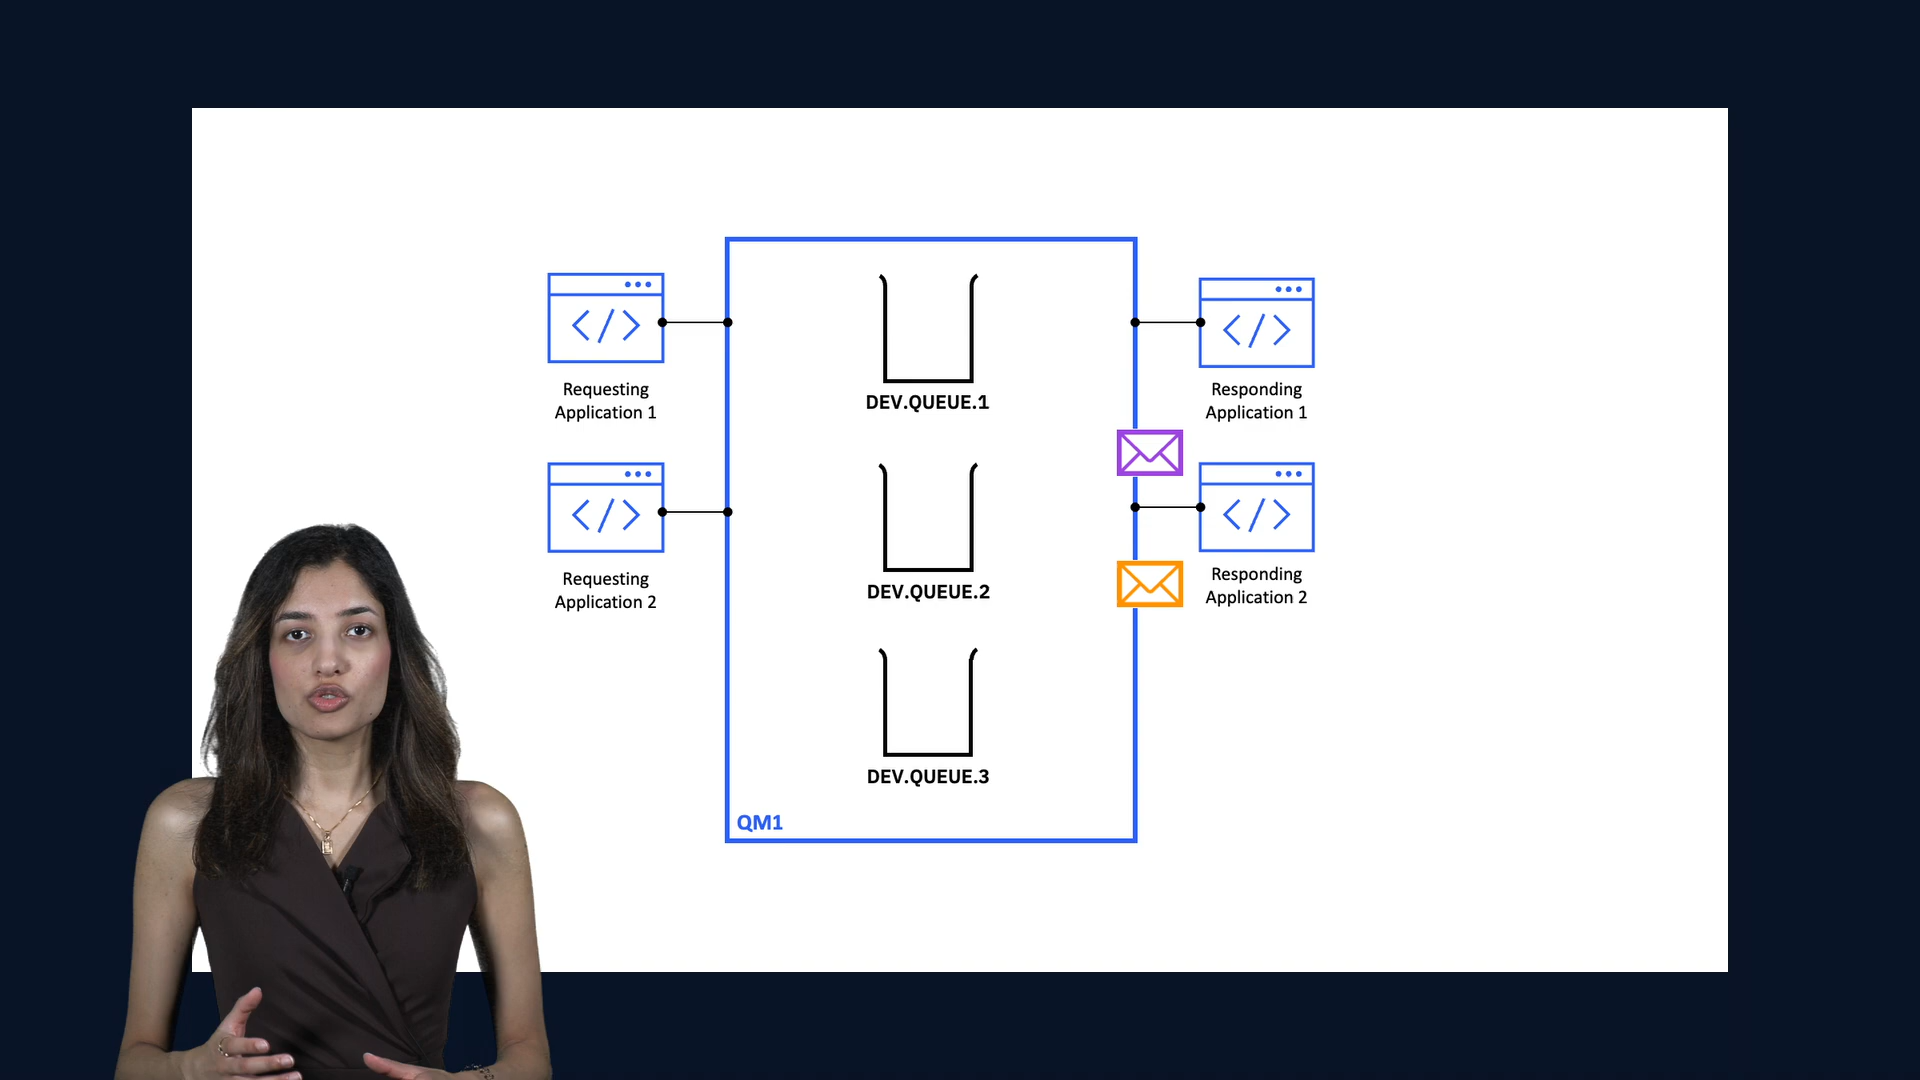 Requesting
Application 1
DEV.QUEUE.1
Responding
Application 1
Requesting
Application 2
DEV.QUEUE.2
Responding
Application 2
DEV.QUEUE.3
QM1